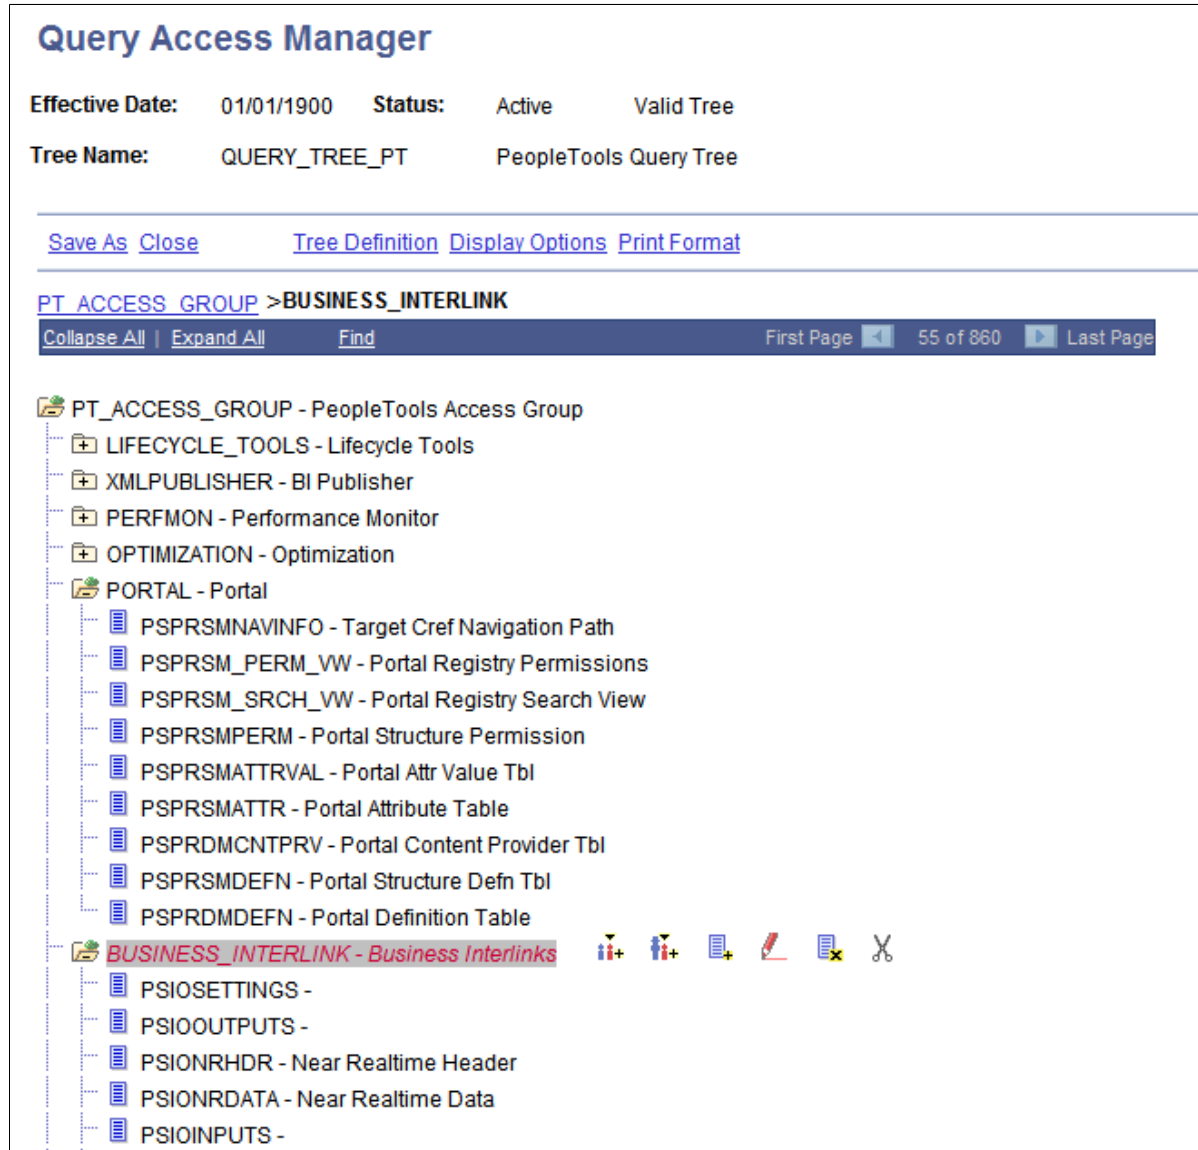 Query Access Manager
Effective Date: 01/01/1900 Status: Active Valid Tree
Tree Name: QUERY_TREE_PT PeopleTools Query Tree
Save As Close Tree Definition Display Options Print Format
PT_ACCESS_GROUP >BUSINESS_INTERLINK
Collapse All | Expand All Find First Page 55 of 860 Last Page
PT_ACCESS_GROUP - PeopleTools Access Group
LIFECYCLE_TOOLS - Lifecycle Tools
XMLPUBLISHER - BI Publisher
PERFMON - Performance Monitor
OPTIMIZATION - Optimization
PORTAL - Portal
PSPRSMNAVINFO - Target Cref Navigation Path
PSPRSM_PERM_VW - Portal Registry Permissions
PSPRSM_SRCH_VW - Portal Registry Search View
PSPRSMPERM - Portal Structure Permission
PSPRSMATTRVAL - Portal Attr Value Tbl
PSPRSMATTR - Portal Attribute Table
PSPRDMCNTPRV - Portal Content Provider Tbl
PSPRSMDEFN - Portal Structure Defn Tbl
PSPRDMDEFN - Portal Definition Table
BUSINESS_INTERLINK - Business Interlinks
PSIOSETTINGS -
PSIOOUTPUTS -
PSIONRHDR - Near Realtime Header
PSIONRDATA - Near Realtime Data
PSIOINPUTS -